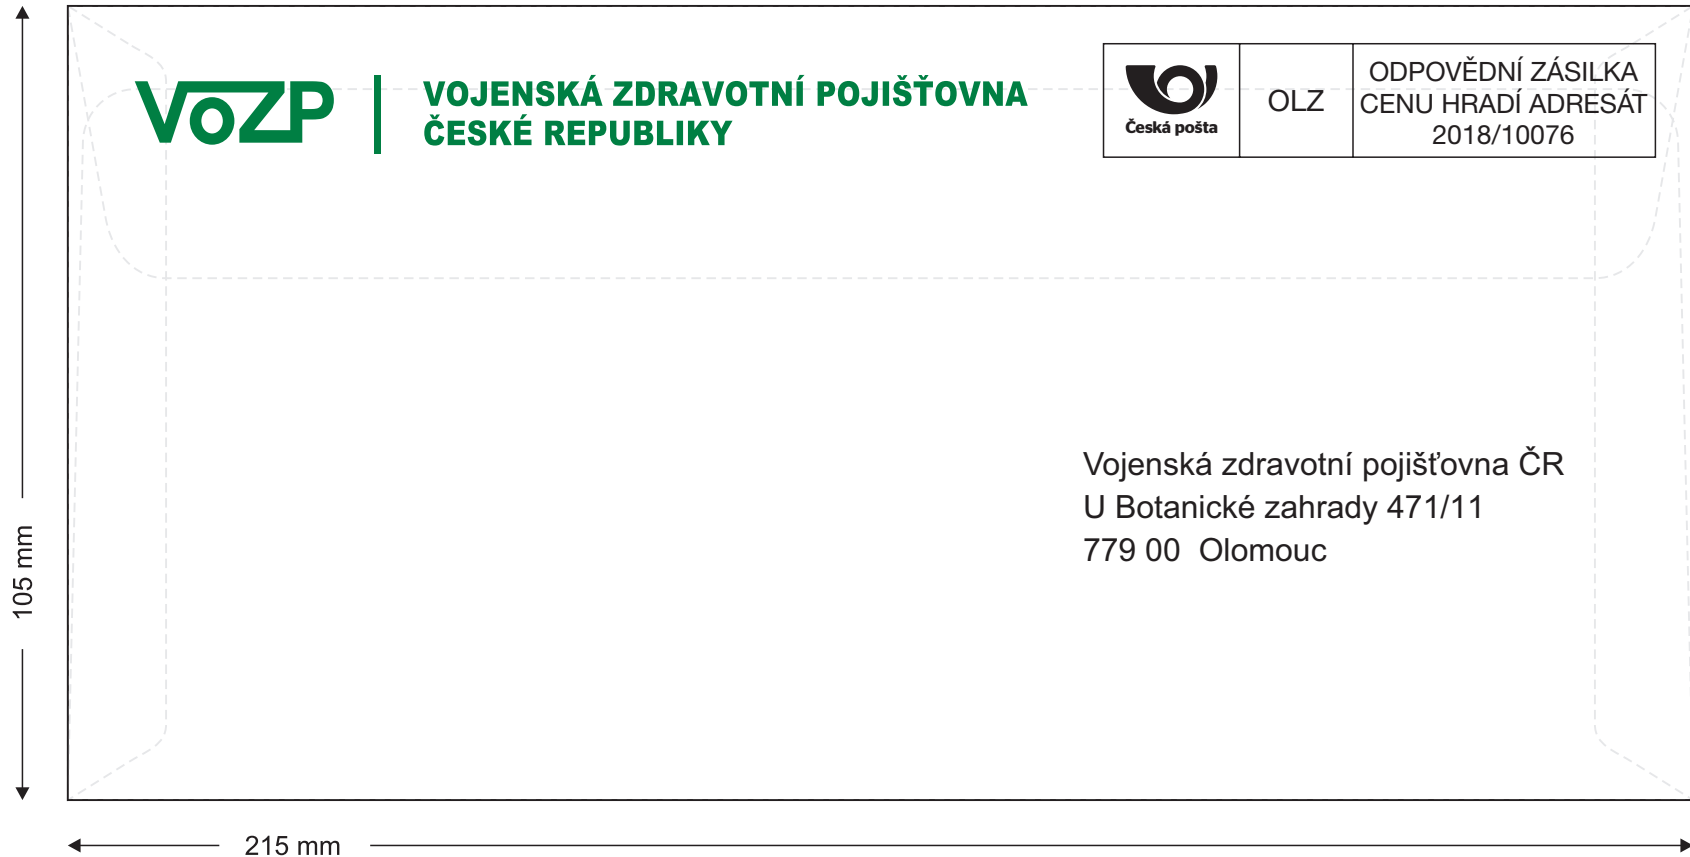 VoZP
VOJENSKÁ ZDRAVOTNÍ POJIŠŤOVNA
ČESKÉ REPUBLIKY
Česká pošta
OLZ
ODPOVĚDNÍ ZÁSILKA
CENU HRADÍ ADRESÁT
2018/10076
Vojenská zdravotní pojišťovna ČR
U Botanické zahrady 471/11
779 00 Olomouc
105 mm
215 mm